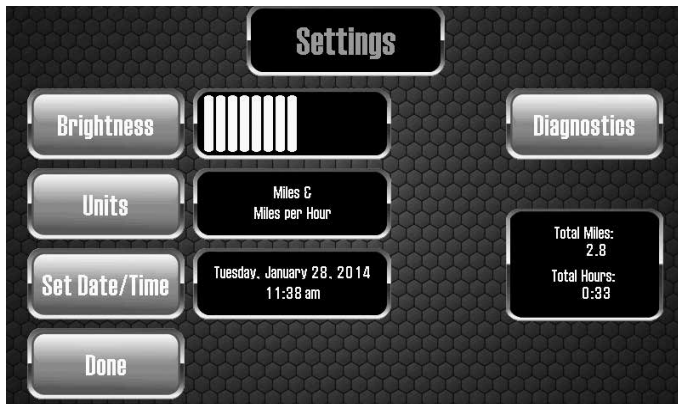 Settings
Brightness
Diagnostics
Units
Miles &
Miles per Hour
Total Miles:
2.8
Total Hours:
0:33
Set Date/Time
Tuesday, January 28, 2014
11:38 am
Done